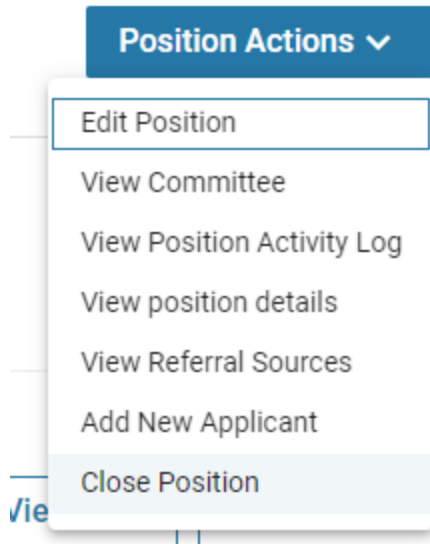 Position Actions
Edit Position
View Committee
View Position Activity Log
View position details
View Referral Sources
Add New Applicant
Close Position
Vie